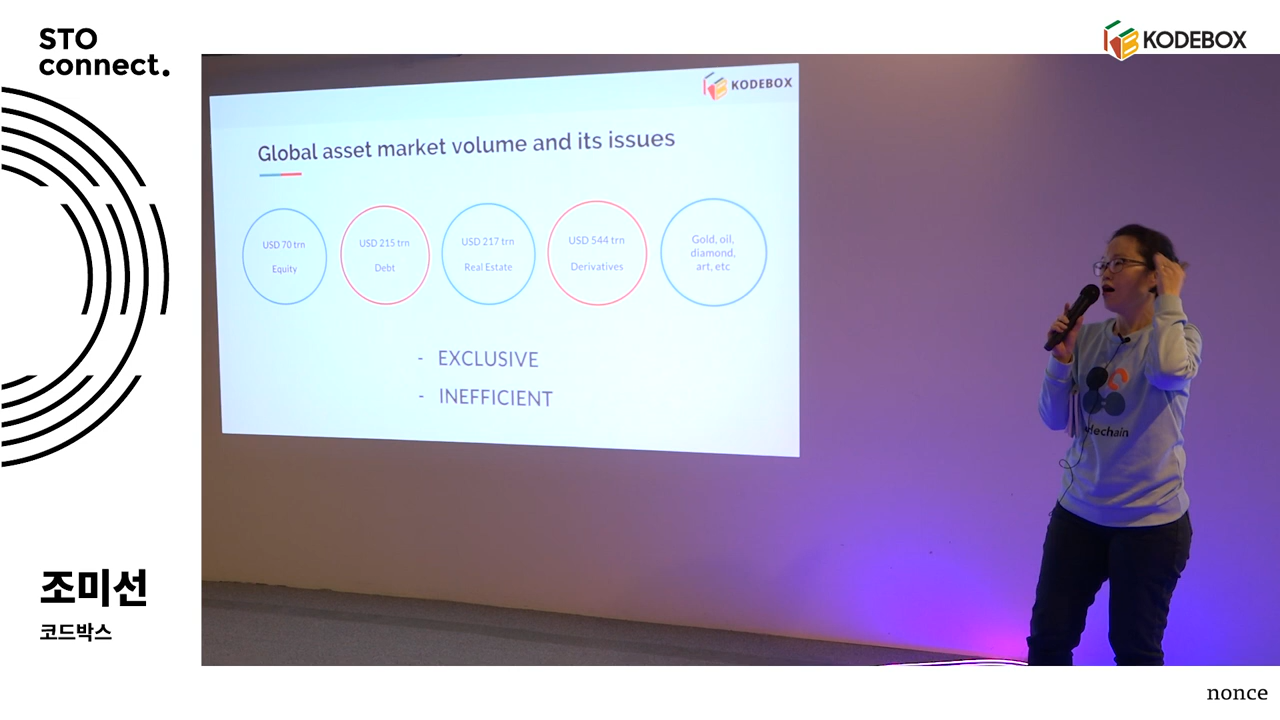 STO
connect.
KODEBOX
KODEBOX
Global asset market volume and its issues
USD 70 trn
Equity
USD 215 trn
Debt
USD 217 trn
Real Estate
USD 544 trn
Derivatives
Gold, oil,
diamond,
art, etc
- EXCLUSIVE
- INEFFICIENT
dechain
조미선
코드박스
nonce